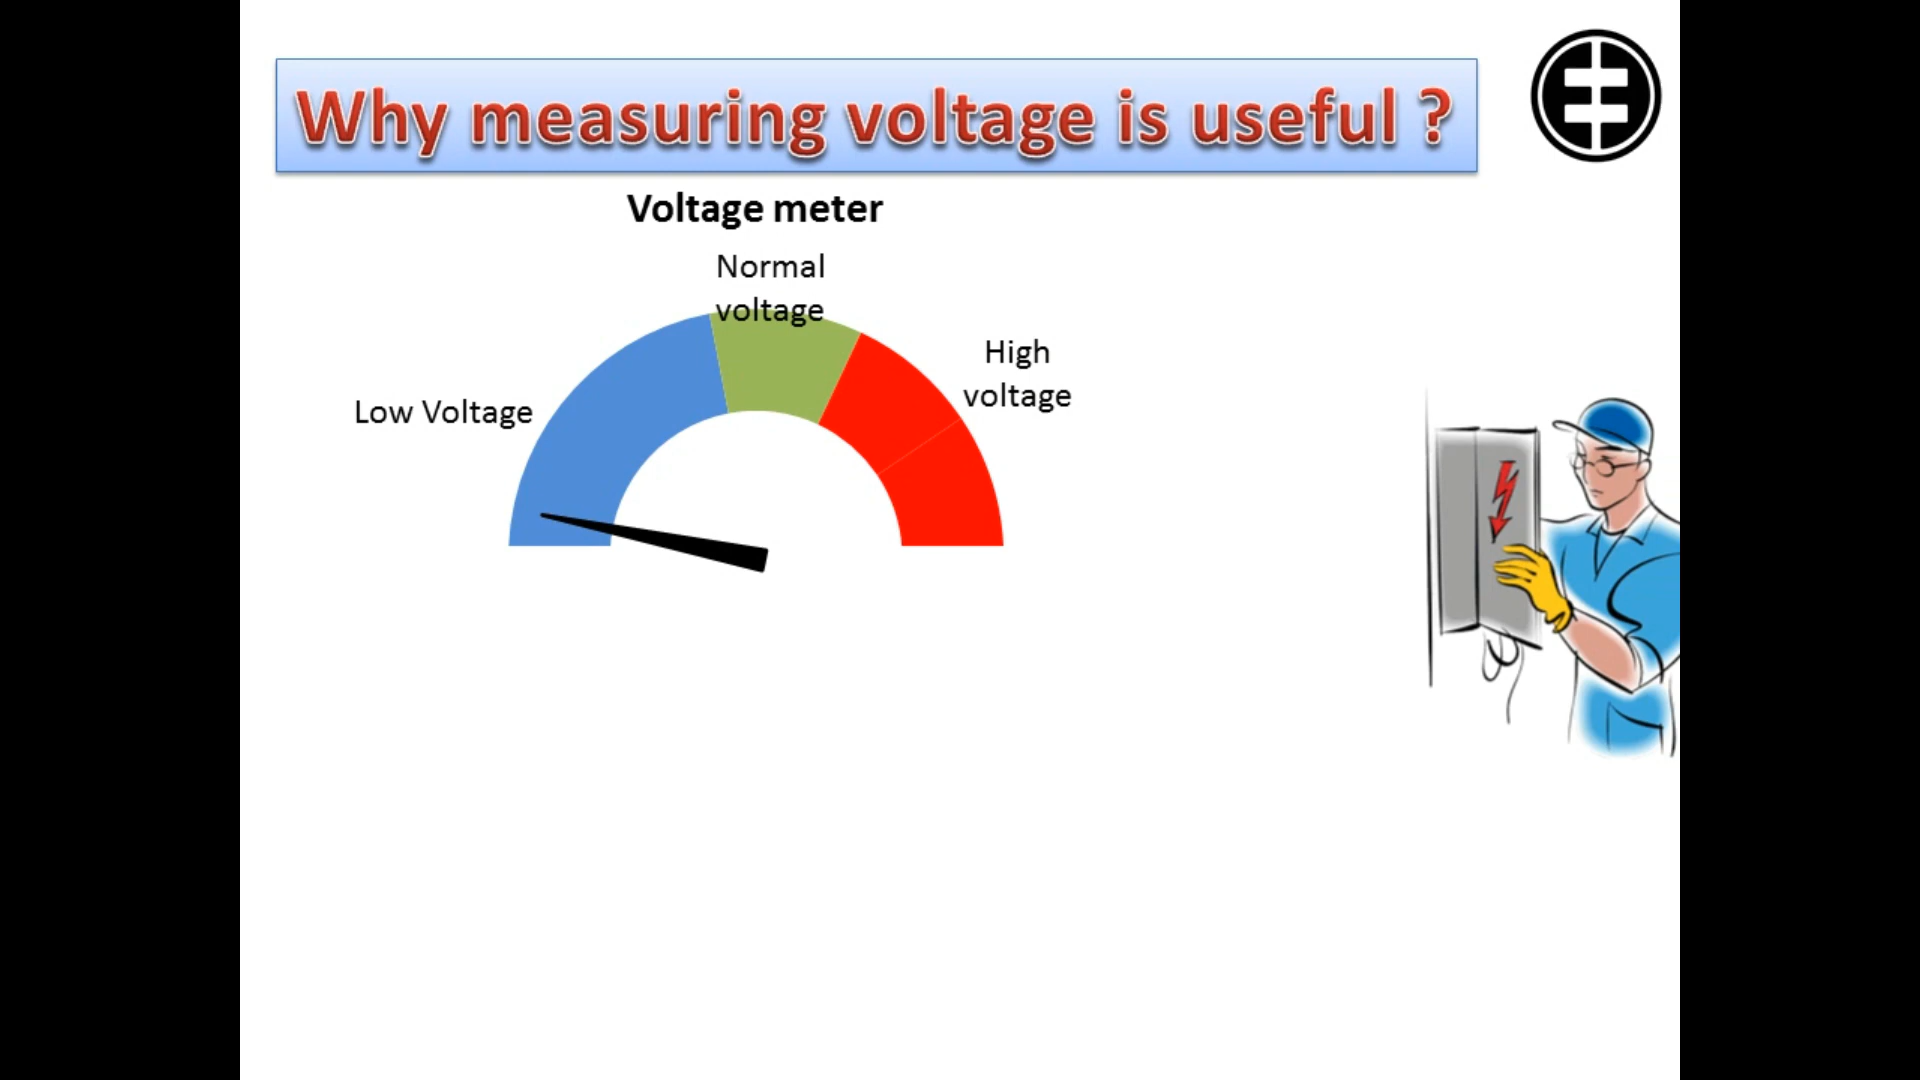 Why measuring voltage is useful ?
Voltage meter
Normal
voltage
High
voltage
Low Voltage